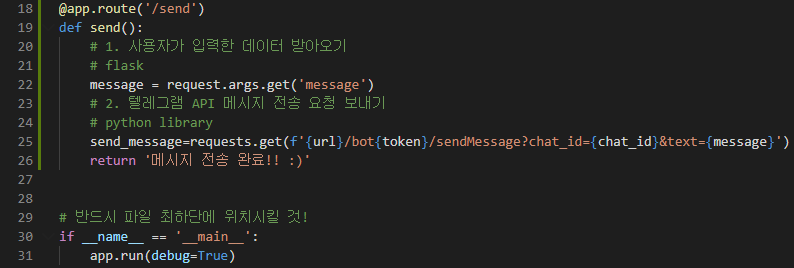 18 @app.route('/send')
19 def send():
20     # 1. 사용자가 입력한 데이터 받아오기
21     # flask
22     message = request.args.get('message')
23     # 2. 텔레그램 API 메시지 전송 요청 보내기
24     # python library
25     send_message=requests.get(f'{url}/bot{token}/sendMessage?chat_id={chat_id}&text={message}')
26     return '메시지 전송 완료!! :)'
27
28
29 # 반드시 파일 최하단에 위치시킬 것!
30 if __name__ == '__main__':
31     app.run(debug=True)